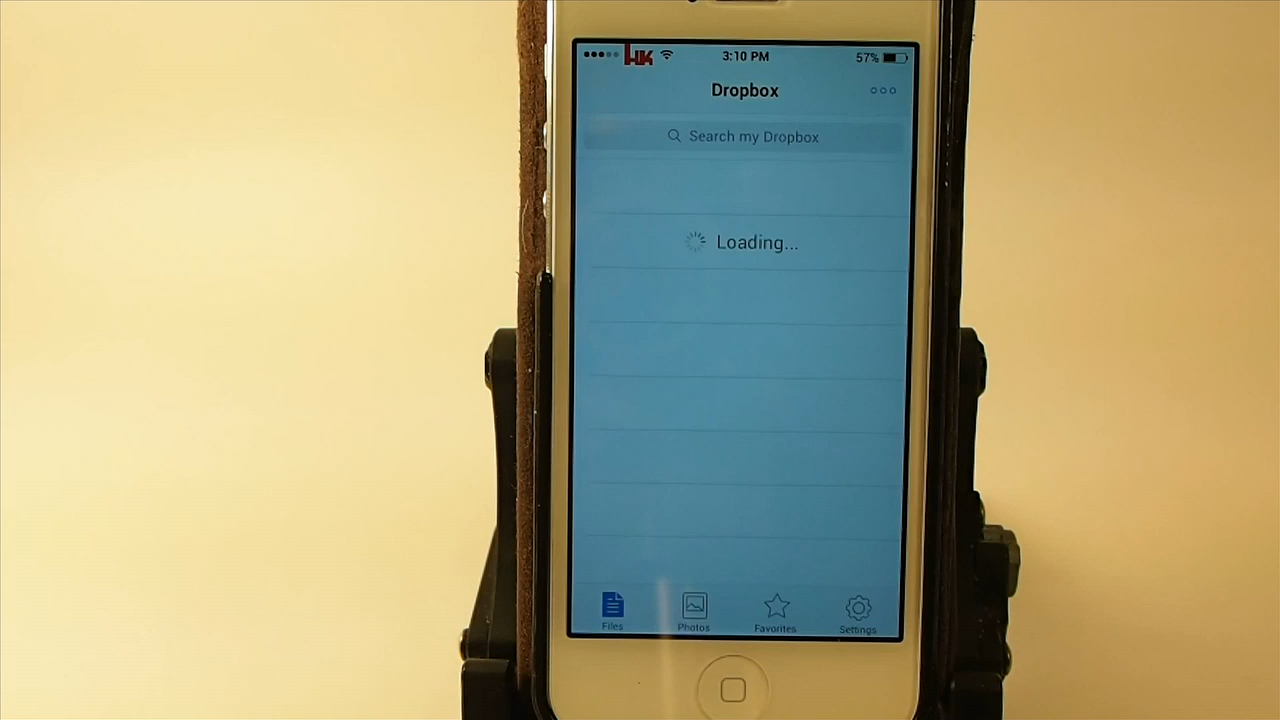 HK 3:10 PM 57%
Dropbox
Search my Dropbox
Loading...
Files Photos Favorites Settings